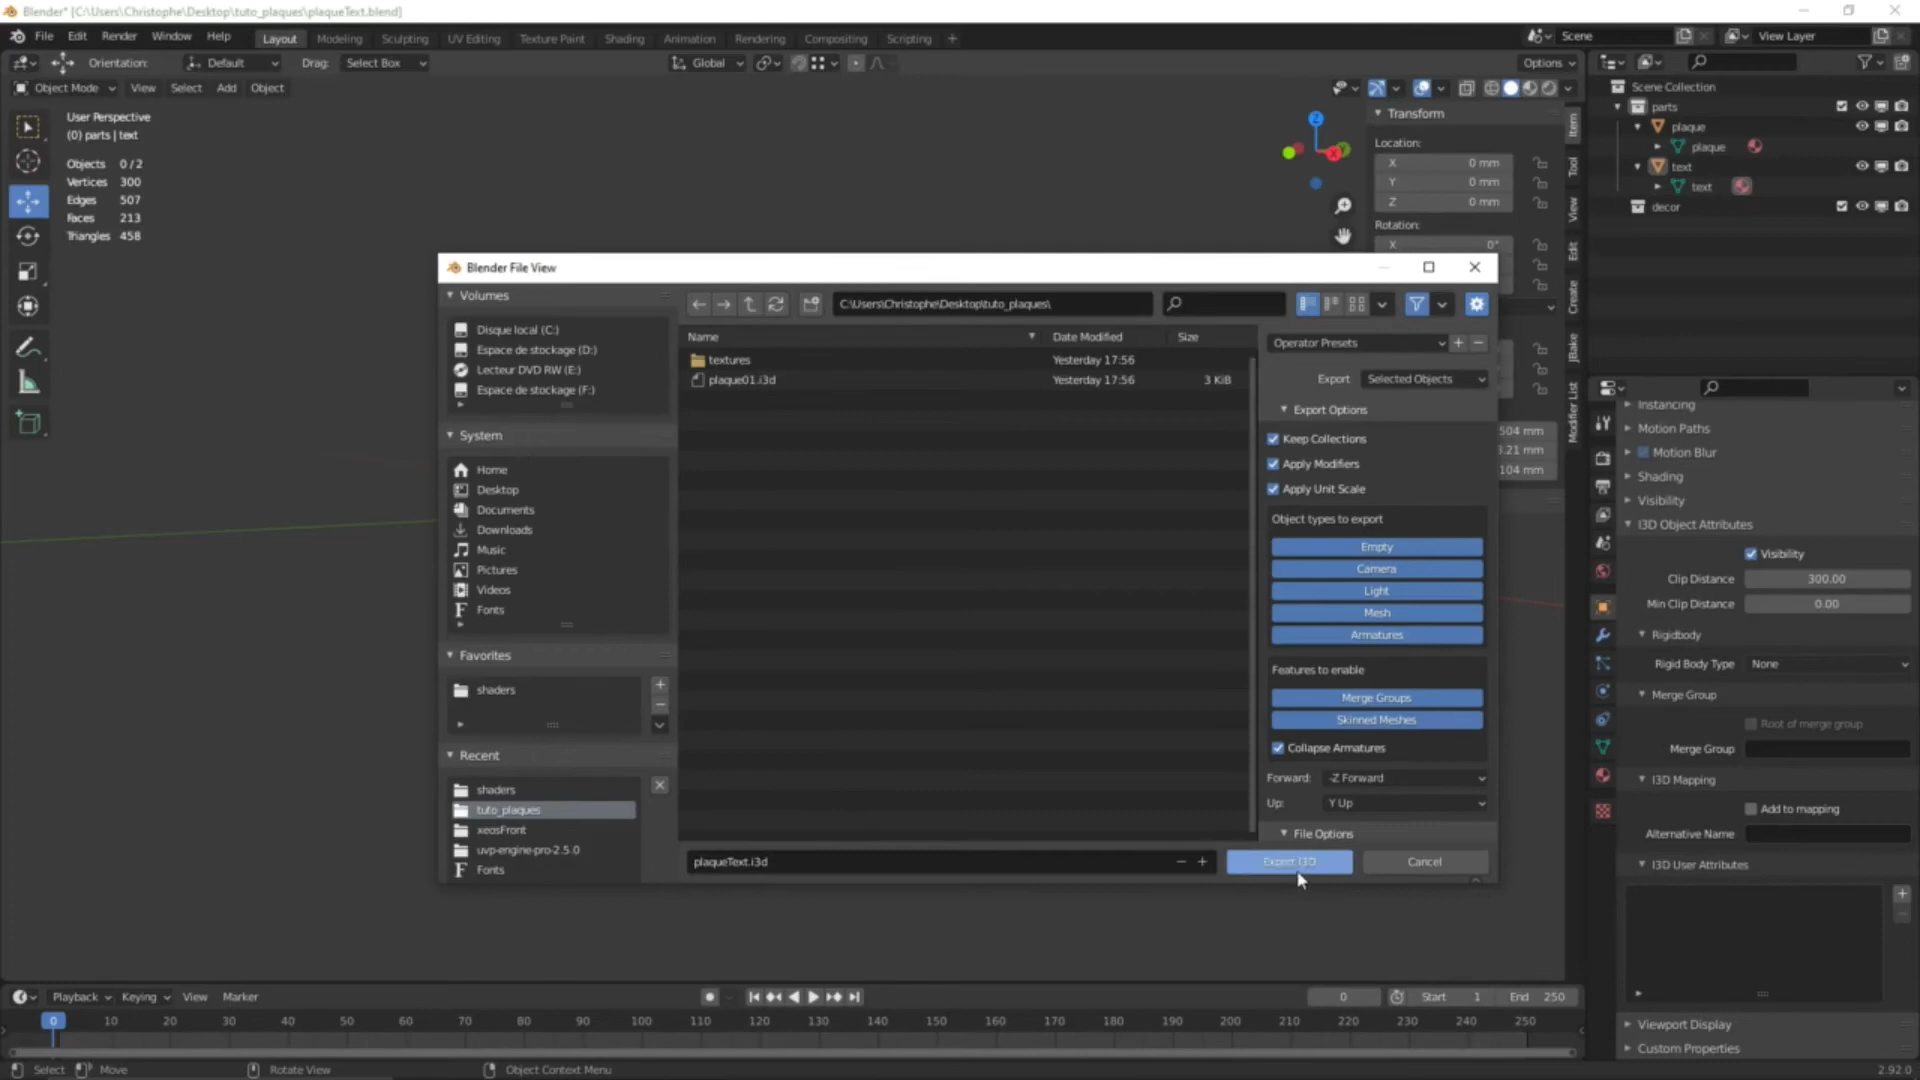 Blender* [C:\Users\Christophe\Desktop\tuto_plaques\plaqueText.blend]
File Edit Render Window Help Layout Modeling Sculpting UV Editing Texture Paint Shading Animation Rendering Compositing Scripting + Scene View Layer
Orientation: Default Drag: Select Box Global Options
Object Mode View Select Add Object
User Perspective
(0) parts | text
Objects 0 / 2
Vertices 300
Edges 507
Faces 213
Triangles 458
Z
X
Transform
Location:
X 0 mm
Y 0 mm
Z 0 mm
Rotation:
X 0°
504 mm
3.21 mm
104 mm
Item
Tool
View
Edit
Create
JBake
Modifier List
Scene Collection
parts
plaque
plaque
text
text
decor
Blender File View
Volumes
Disque local (C:)
Espace de stockage (D:)
Lecteur DVD RW (E:)
Espace de stockage (F:)
System
Home
Desktop
Documents
Downloads
Music
Pictures
Videos
Fonts
Favorites
shaders
Recent
shaders
tuto_plaques
xeosFront
uvp-engine-pro-2.5.0
Fonts
C:\Users\Christophe\Desktop\tuto_plaques\
Name Date Modified Size
textures Yesterday 17:56
plaque01.i3d Yesterday 17:56 3 KiB
plaqueText.i3d
Operator Presets
Export Selected Objects
Export Options
Keep Collections
Apply Modifiers
Apply Unit Scale
Object types to export
Empty
Camera
Light
Mesh
Armatures
Features to enable
Merge Groups
Skinned Meshes
Collapse Armatures
Forward: -Z Forward
Up: Y Up
File Options
Export I3D Cancel
Instancing
Motion Paths
Motion Blur
Shading
Visibility
I3D Object Attributes
Visibility
Clip Distance 300.00
Min Clip Distance 0.00
Rigidbody
Rigid Body Type None
Merge Group
Root of merge group
Merge Group
I3D Mapping
Add to mapping
Alternative Name
I3D User Attributes
Viewport Display
Custom Properties
Playback Keying View Marker 0 Start 1 End 250
0 10 20 30 40 50 60 70 80 90 100 110 120 130 140 150 160 170 180 190 200 210 220 230 240 250
Select Move Rotate View Object Context Menu 2.92.0